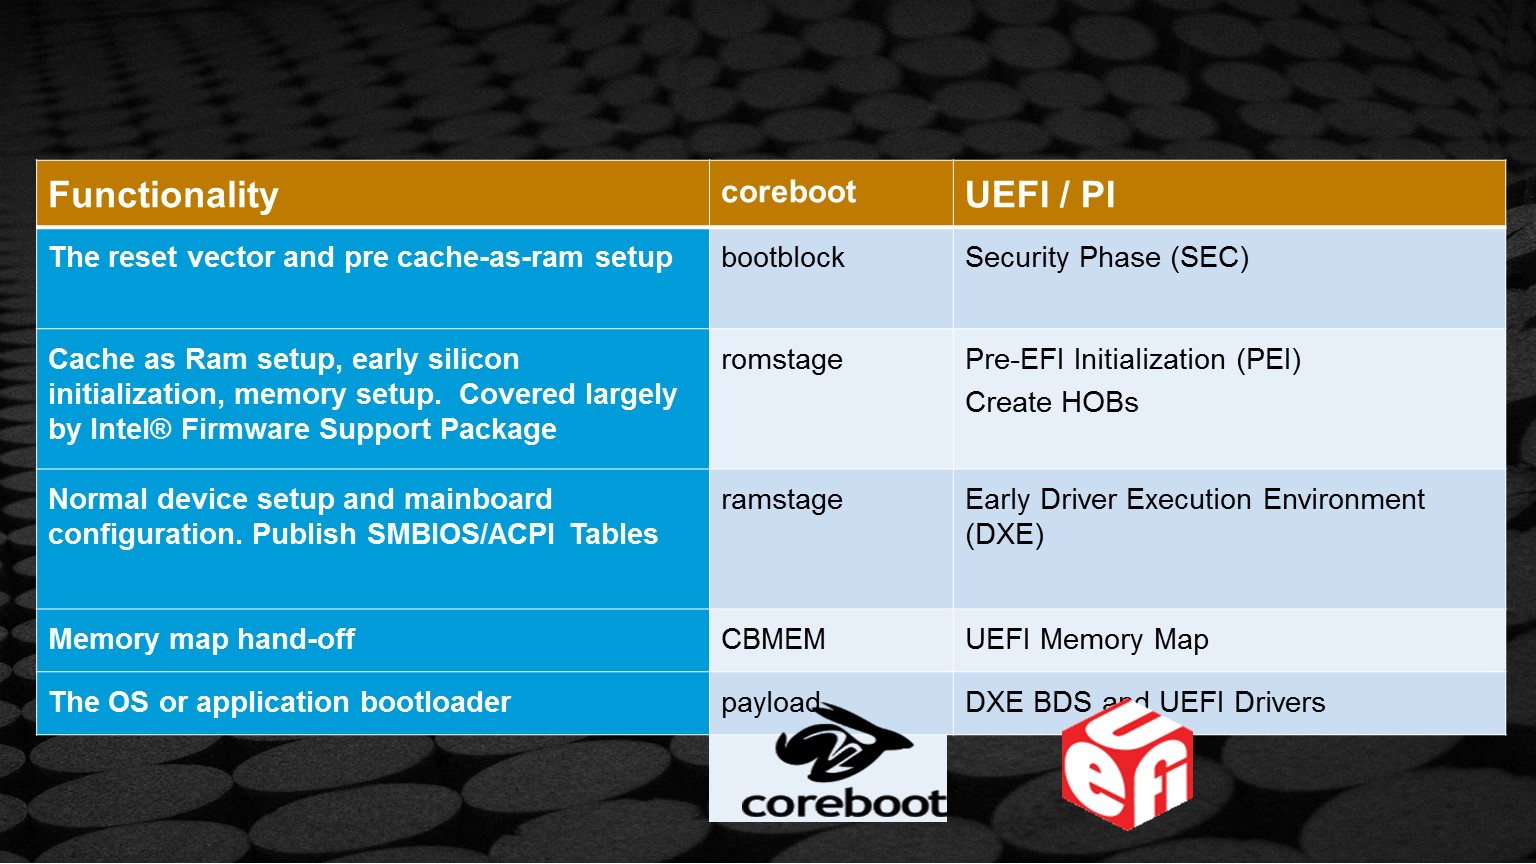 Functionality
coreboot
UEFI / PI
The reset vector and pre cache-as-ram setup
bootblock
Security Phase (SEC)
Cache as Ram setup, early silicon
initialization, memory setup.  Covered largely
by Intel® Firmware Support Package
romstage
Pre-EFI Initialization (PEI)
Create HOBs
Normal device setup and mainboard
configuration. Publish SMBIOS/ACPI  Tables
ramstage
Early Driver Execution Environment
(DXE)
Memory map hand-off
CBMEM
UEFI Memory Map
The OS or application bootloader
payload
DXE BDS and UEFI Drivers
coreboot
UEFI